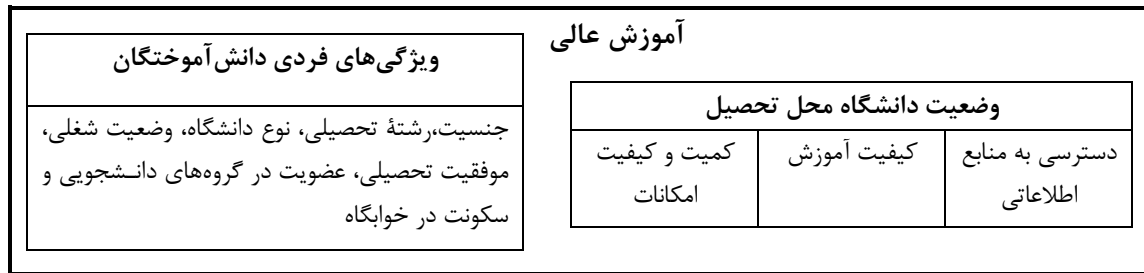 آموزش عالی
وضعیت دانشگاه محل تحصیل
دسترسی به منابع
اطلاعاتی
کیفیت آموزش
کمیت و کیفیت
امکانات
ویژگی‌های فردی دانش‌آموختگان
جنسیت،رشتۀ تحصیلی، نوع دانشگاه، وضعیت شغلی،
موفقیت تحصیلی، عضویت در گروه‌های دانـشجویی و
سکونت در خوابگاه